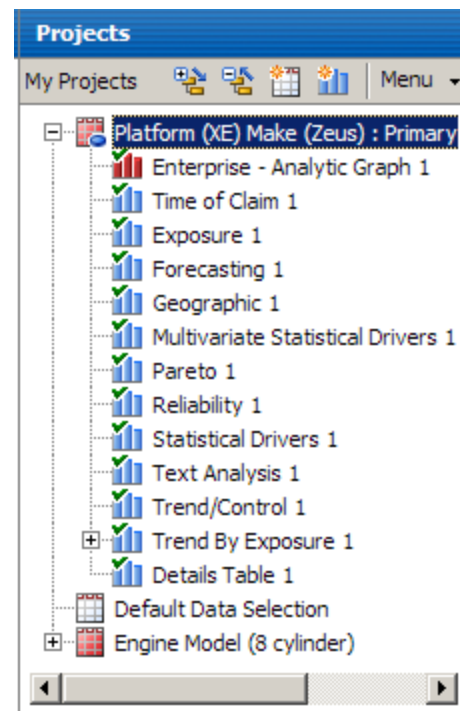 Projects
My Projects Menu
Platform (XE) Make (Zeus) : Primary
Enterprise - Analytic Graph 1
Time of Claim 1
Exposure 1
Forecasting 1
Geographic 1
Multivariate Statistical Drivers 1
Pareto 1
Reliability 1
Statistical Drivers 1
Text Analysis 1
Trend/Control 1
Trend By Exposure 1
Details Table 1
Default Data Selection
Engine Model (8 cylinder)